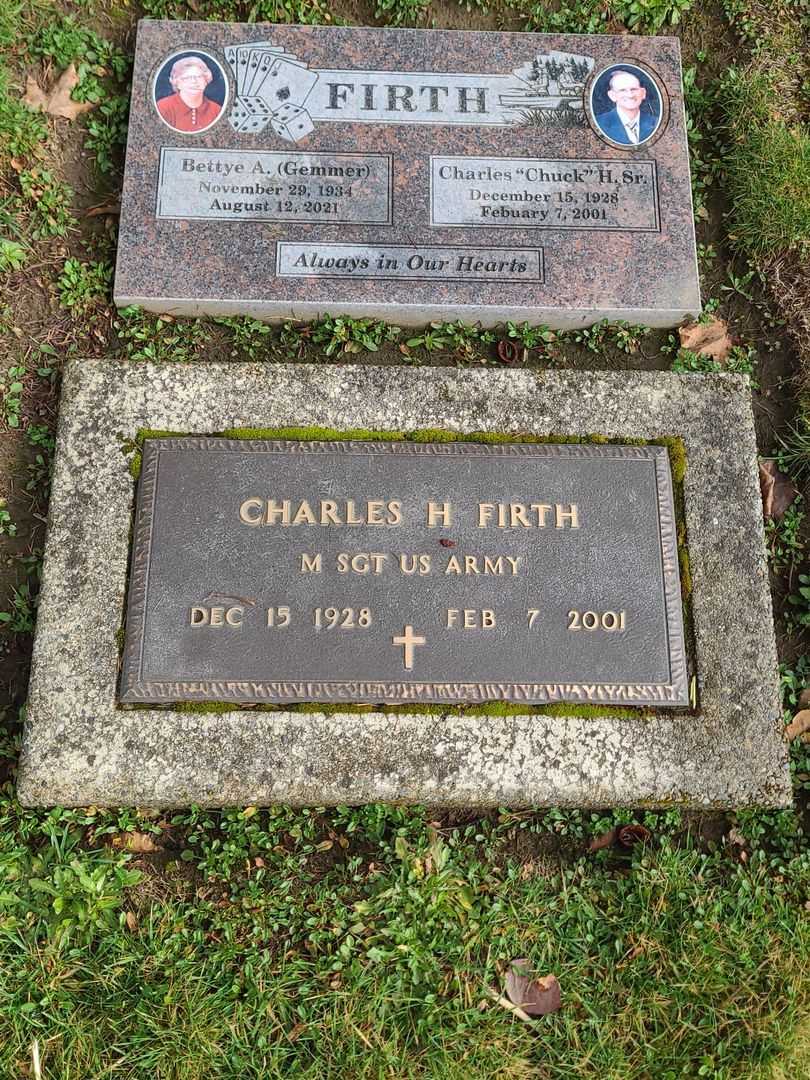 A 10 K Q
FIRTH
Bettye A. (Gemmer)
November 29, 1934
August 12, 2021
Charles "Chuck" H. Sr.
December 15, 1928
Febuary 7, 2001
Always in Our Hearts
CHARLES H FIRTH
M SGT US ARMY
DEC 15 1928 FEB 7 2001